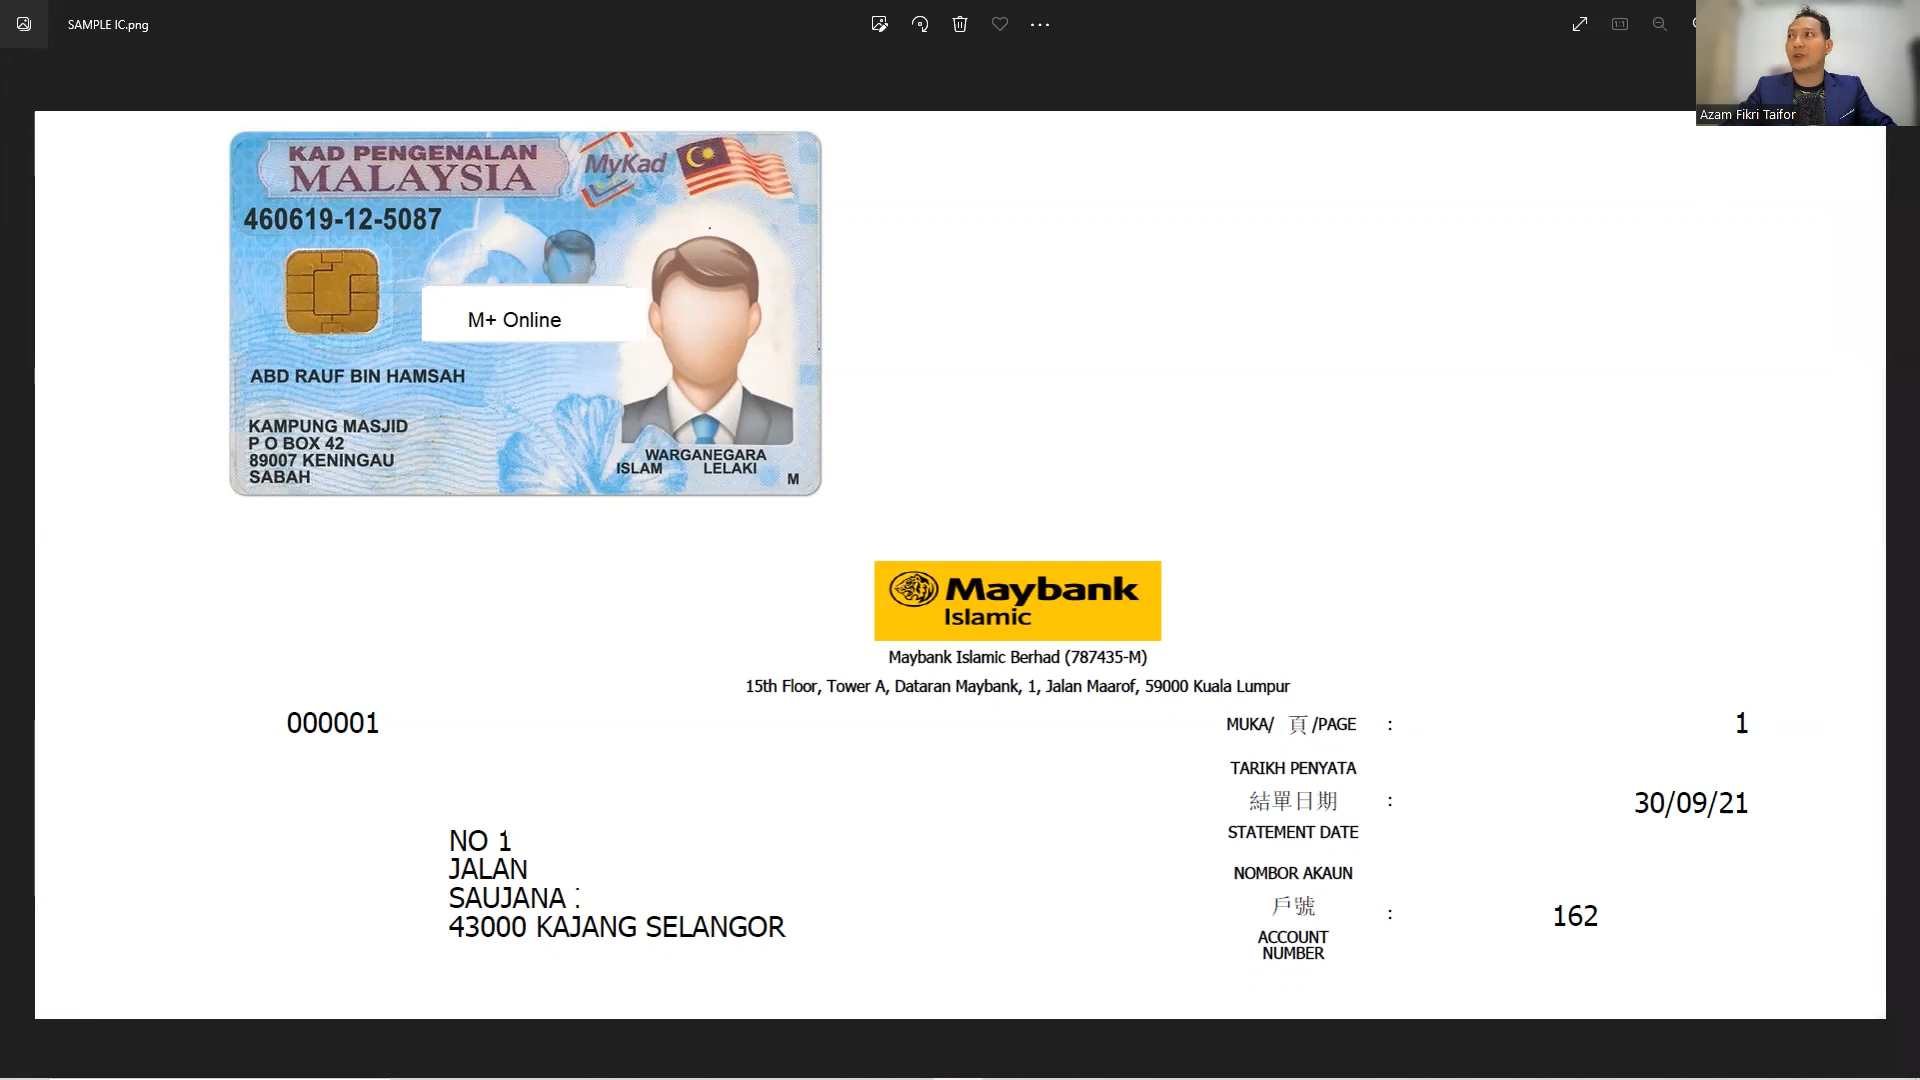 SAMPLE IC.png
Azam Fikri Taifor
KAD PENGENALAN
MALAYSIA
MyKad
460619-12-5087
M+ Online
ABD RAUF BIN HAMSAH
KAMPUNG MASJID
P O BOX 42
89007 KENINGAU
SABAH
WARGANEGARA
ISLAM LELAKI
M
Maybank
Islamic
Maybank Islamic Berhad (787435-M)
15th Floor, Tower A, Dataran Maybank, 1, Jalan Maarof, 59000 Kuala Lumpur
000001
MUKA/ 頁 /PAGE : 1
TARIKH PENYATA
結單日期 : 30/09/21
STATEMENT DATE
NO 1
JALAN
SAUJANA :
43000 KAJANG SELANGOR
NOMBOR AKAUN
戶號 : 162
ACCOUNT
NUMBER